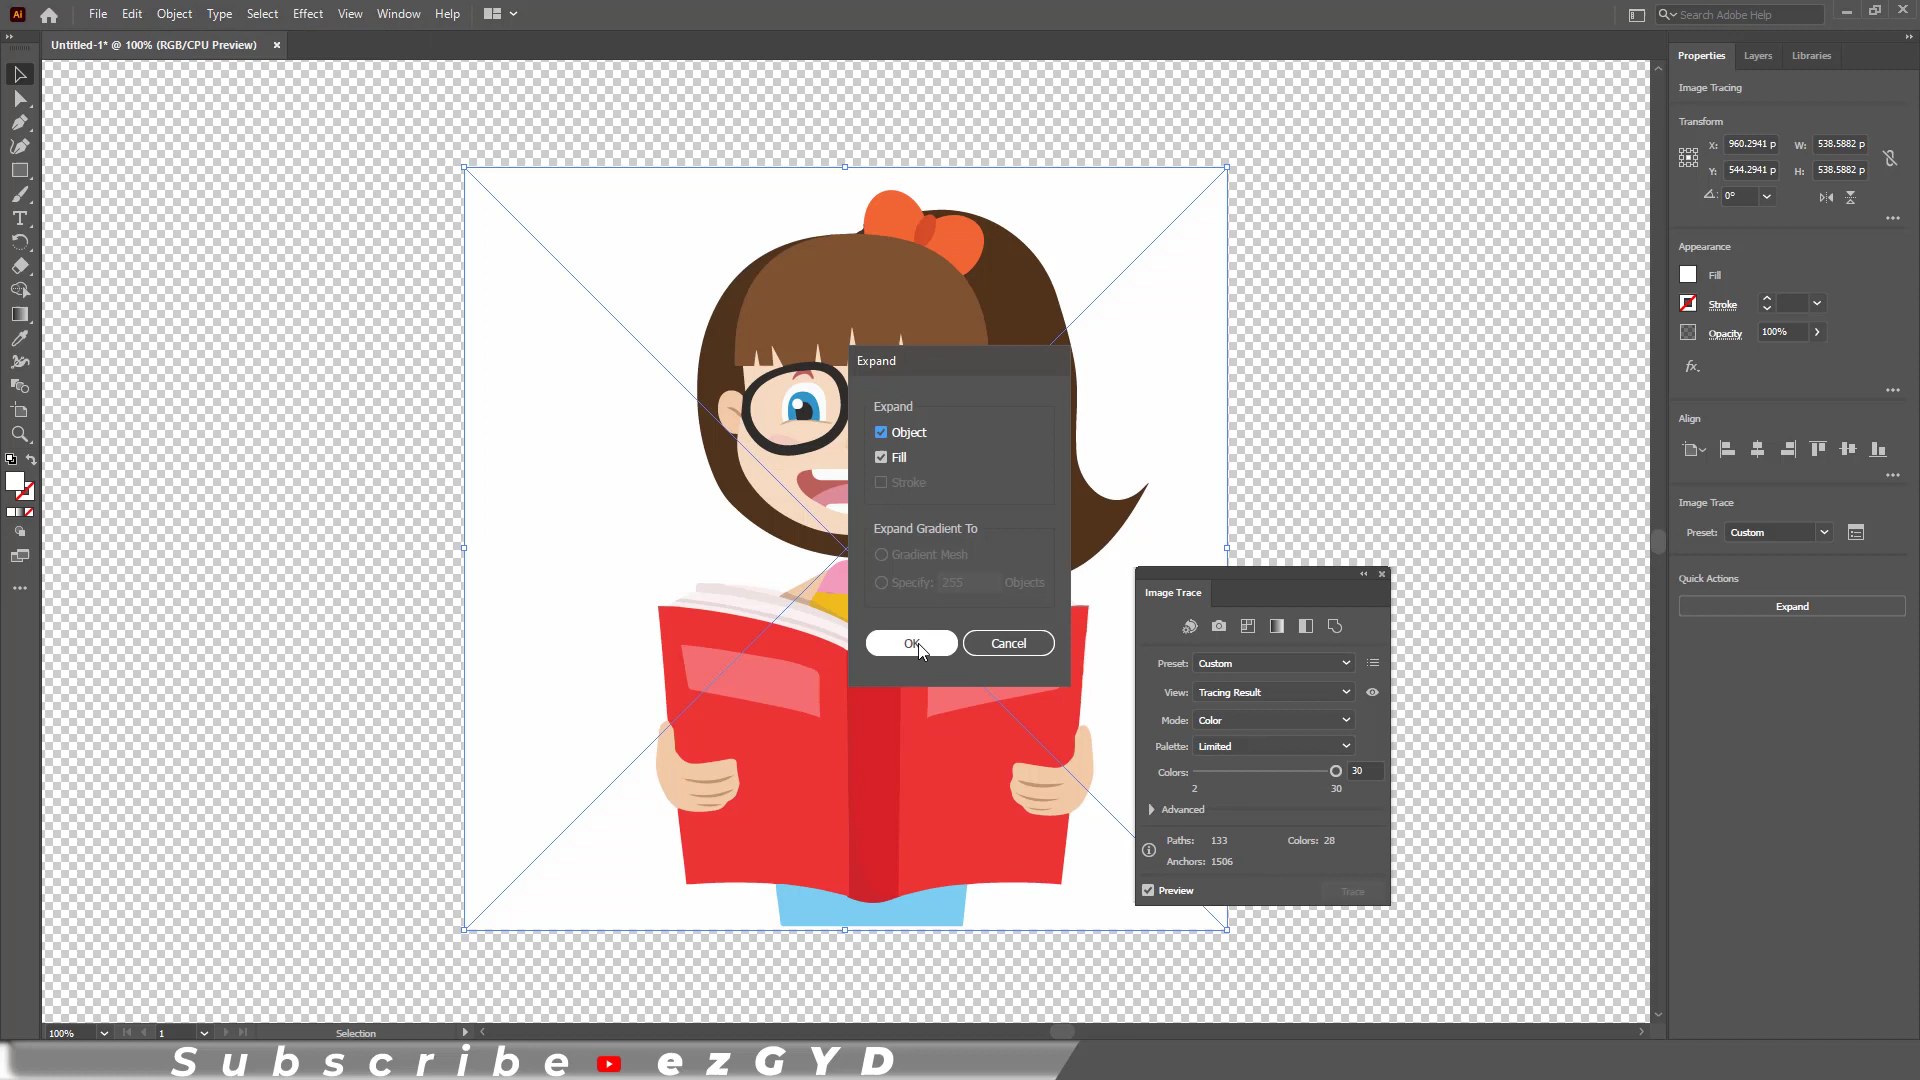 Ai File Edit Object Type Select Effect View Window Help Search Adobe Help
Untitled-1* @ 100% (RGB/CPU Preview)
Properties Layers Libraries
Image Tracing
Transform
X: 960.2941 p W: 538.5882 p
Y: 544.2941 p H: 538.5882 p
0°
Appearance
Fill
Stroke
Opacity 100%
fx.
Align
Image Trace
Preset: Custom
Quick Actions
Expand
Expand
Expand
Object
Fill
Stroke
Expand Gradient To
Gradient Mesh
Specify: 255 Objects
OK Cancel
Image Trace
Preset: Custom
View: Tracing Result
Mode: Color
Palette: Limited
Colors: 30
2 30
Advanced
Paths: 133 Colors: 28
Anchors: 1506
Preview Trace
100% 1 Selection
Subscribe ezGYD